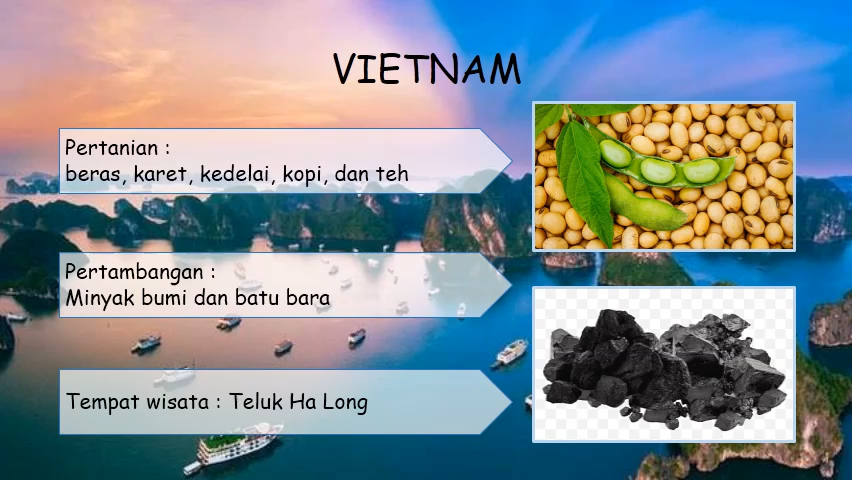 VIETNAM
Pertanian :
beras, karet, kedelai, kopi, dan teh
Pertambangan :
Minyak bumi dan batu bara
Tempat wisata : Teluk Ha Long